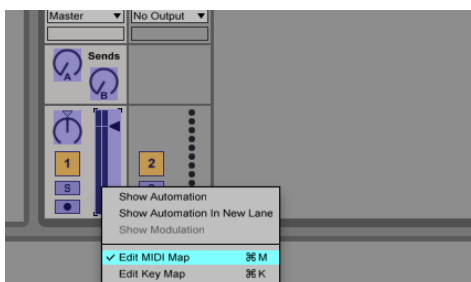 Master
No Output
Sends
A
B
1
2
S
Show Automation
Show Automation In New Lane
Show Modulation
✓ Edit MIDI Map ⌘M
Edit Key Map ⌘K